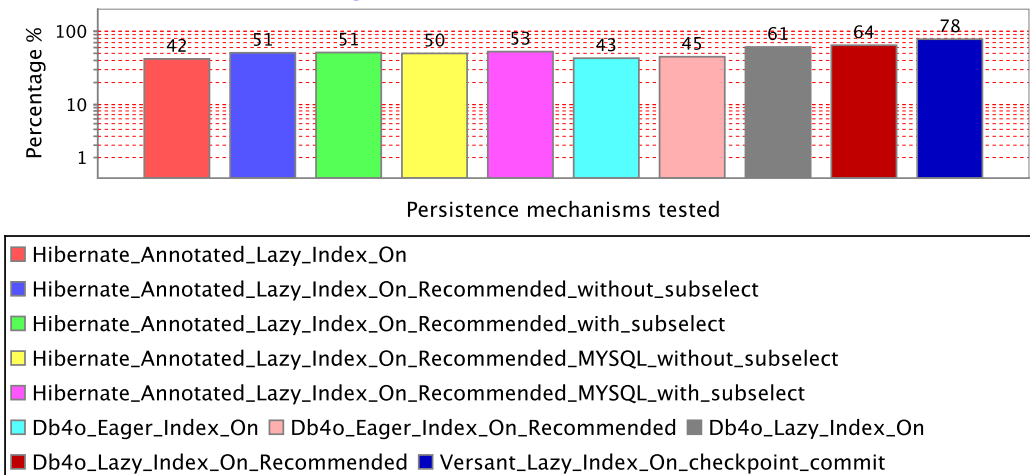 Percentage %
100
10
1
42 51 51 50 53 43 45 61 64 78
Persistence mechanisms tested
Hibernate_Annotated_Lazy_Index_On
Hibernate_Annotated_Lazy_Index_On_Recommended_without_subselect
Hibernate_Annotated_Lazy_Index_On_Recommended_with_subselect
Hibernate_Annotated_Lazy_Index_On_Recommended_MYSQL_without_subselect
Hibernate_Annotated_Lazy_Index_On_Recommended_MYSQL_with_subselect
Db4o_Eager_Index_On Db4o_Eager_Index_On_Recommended Db4o_Lazy_Index_On
Db4o_Lazy_Index_On_Recommended Versant_Lazy_Index_On_checkpoint_commit